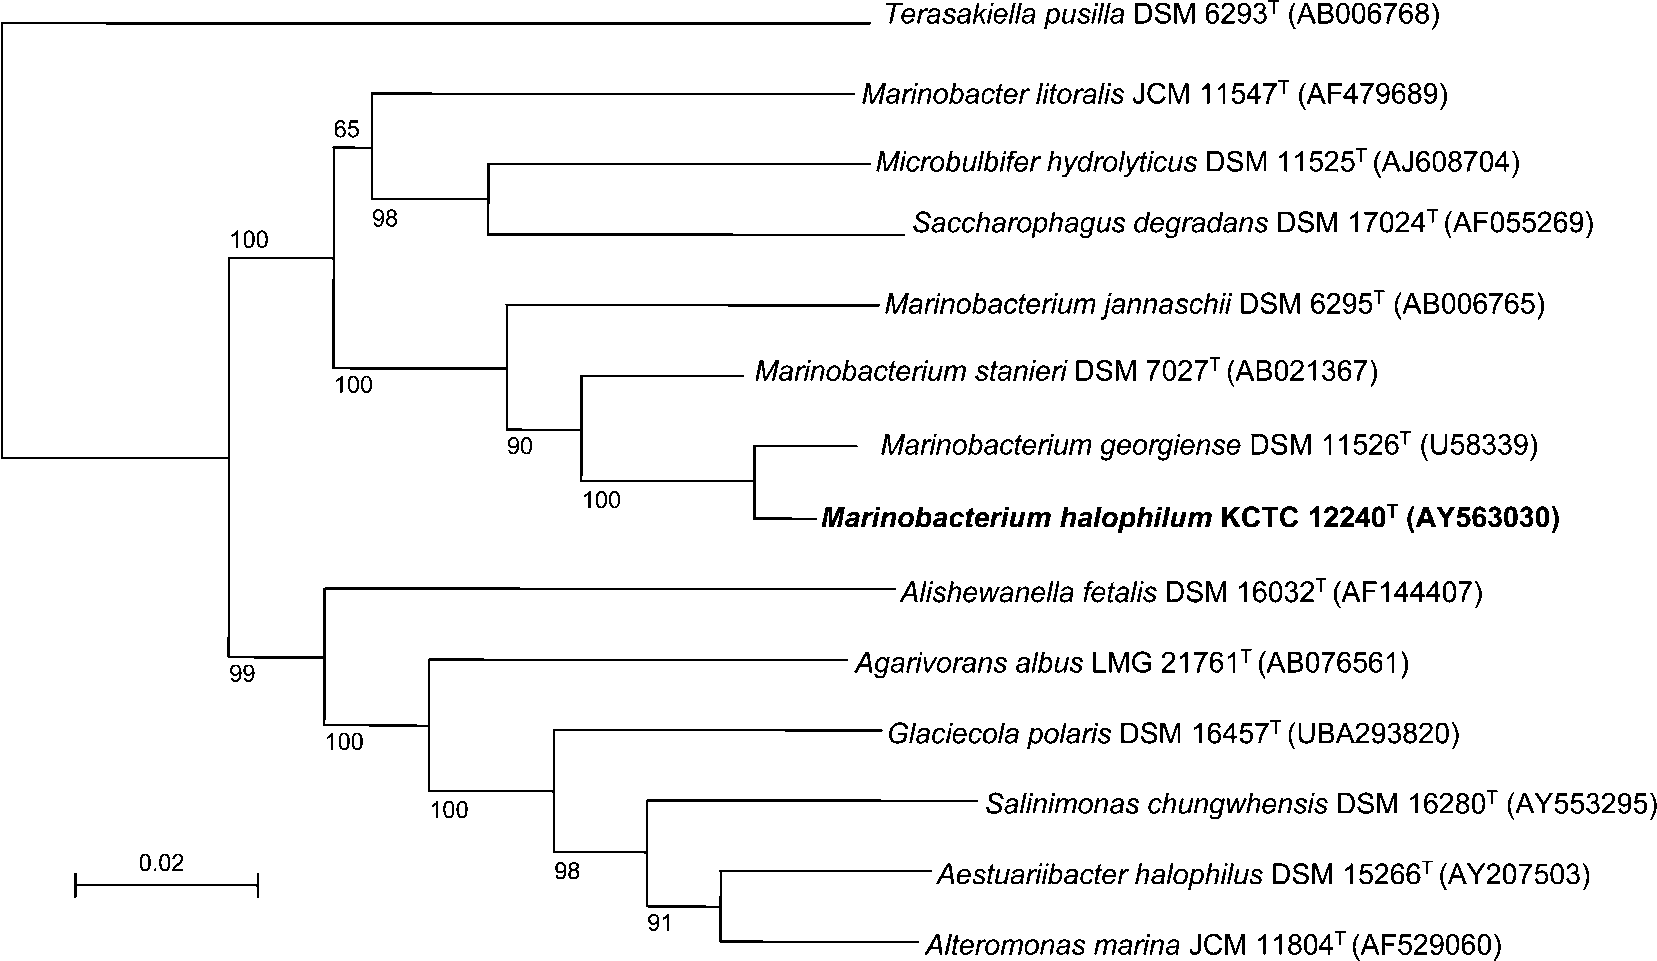 Terasakiella pusilla DSM 6293ᵀ (AB006768)
Marinobacter litoralis JCM 11547ᵀ (AF479689)
65
Microbulbifer hydrolyticus DSM 11525ᵀ (AJ608704)
98
Saccharophagus degradans DSM 17024ᵀ (AF055269)
100
Marinobacterium jannaschii DSM 6295ᵀ (AB006765)
Marinobacterium stanieri DSM 7027ᵀ (AB021367)
100
Marinobacterium georgiense DSM 11526ᵀ (U58339)
90
100
Marinobacterium halophilum KCTC 12240ᵀ (AY563030)
Alishewanella fetalis DSM 16032ᵀ (AF144407)
Agarivorans albus LMG 21761ᵀ (AB076561)
99
Glaciecola polaris DSM 16457ᵀ (UBA293820)
100
Salinimonas chungwhensis DSM 16280ᵀ (AY553295)
100
0.02
98
Aestuariibacter halophilus DSM 15266ᵀ (AY207503)
91
Alteromonas marina JCM 11804ᵀ (AF529060)